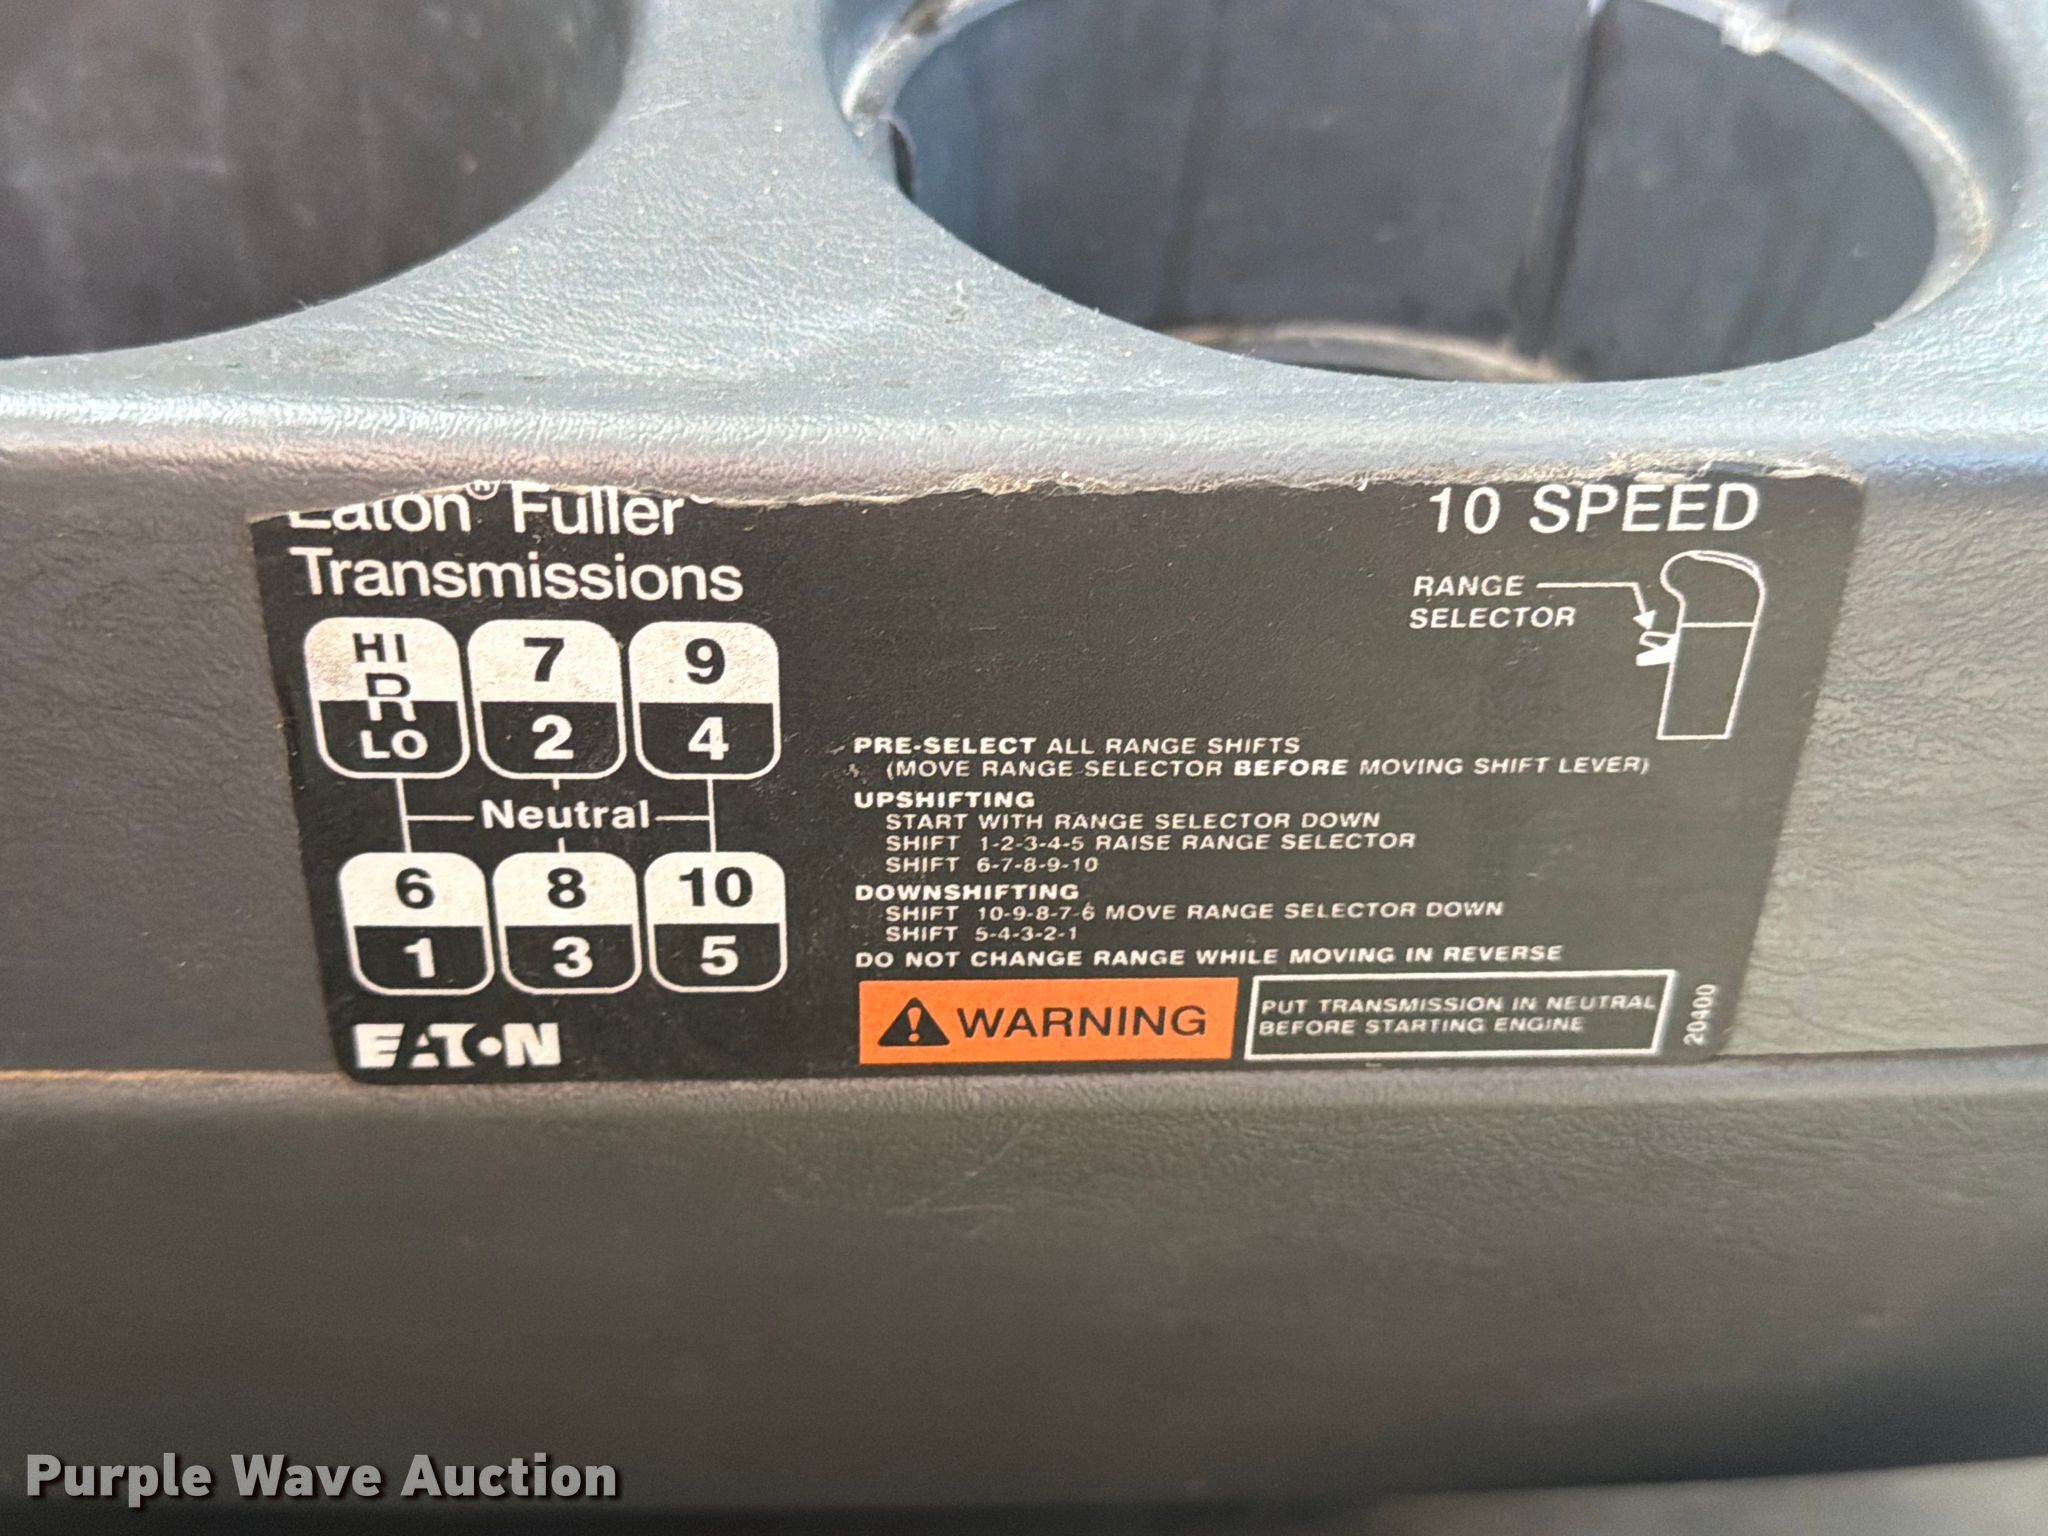 Eaton® Fuller
Transmissions
10 SPEED
RANGE
SELECTOR
HI 7 9
R
LO 2 4
Neutral
6 8 10
1 3 5
EATON
PRE-SELECT ALL RANGE SHIFTS
(MOVE RANGE SELECTOR BEFORE MOVING SHIFT LEVER)
UPSHIFTING
START WITH RANGE SELECTOR DOWN
SHIFT 1-2-3-4-5 RAISE RANGE SELECTOR
SHIFT 6-7-8-9-10
DOWNSHIFTING
SHIFT 10-9-8-7-6 MOVE RANGE SELECTOR DOWN
SHIFT 5-4-3-2-1
DO NOT CHANGE RANGE WHILE MOVING IN REVERSE
WARNING
PUT TRANSMISSION IN NEUTRAL
BEFORE STARTING ENGINE
20400
Purple Wave Auction